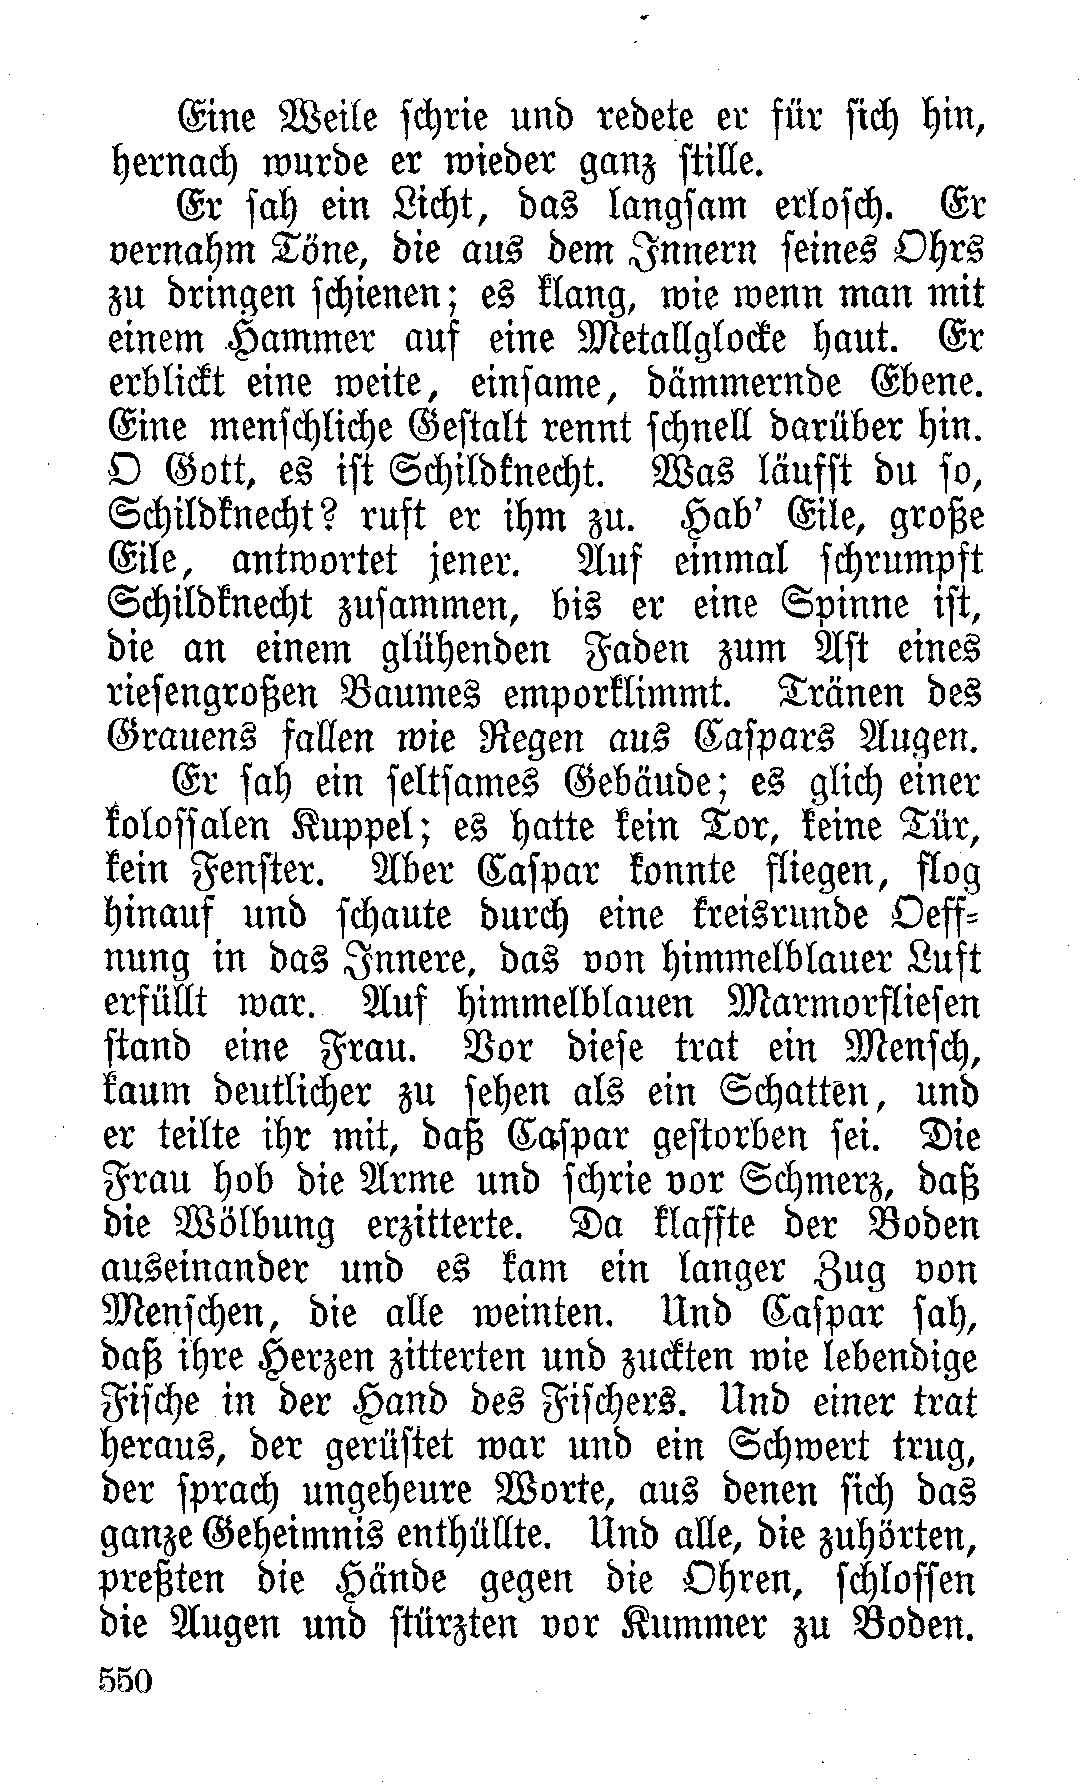 Eine Weile schrie und redete er für sich hin,
hernach wurde er wieder ganz stille.
Er sah ein Licht, das langsam erlosch. Er
vernahm Töne, die aus dem Innern seines Ohrs
zu dringen schienen; es klang, wie wenn man mit
einem Hammer auf eine Metallglocke haut. Er
erblickt eine weite, einsame, dämmernde Ebene.
Eine menschliche Gestalt rennt schnell darüber hin.
O Gott, es ist Schildknecht. Was läufst du so,
Schildknecht? ruft er ihm zu. Hab' Eile, große
Eile, antwortet jener. Auf einmal schrumpft
Schildknecht zusammen, bis er eine Spinne ist,
die an einem glühenden Faden zum Ast eines
riesengroßen Baumes emporklimmt. Tränen des
Grauens fallen wie Regen aus Caspars Augen.
Er sah ein seltsames Gebäude; es glich einer
kolossalen Kuppel; es hatte kein Tor, keine Tür,
kein Fenster. Aber Caspar konnte fliegen, flog
hinauf und schaute durch eine kreisrunde Oeff-
nung in das Innere, das von himmelblauer Luft
erfüllt war. Auf himmelblauen Marmorfliesen
stand eine Frau. Vor diese trat ein Mensch,
kaum deutlicher zu sehen als ein Schatten, und
er teilte ihr mit, daß Caspar gestorben sei. Die
Frau hob die Arme und schrie vor Schmerz, daß
die Wölbung erzitterte. Da klaffte der Boden
auseinander und es kam ein langer Zug von
Menschen, die alle weinten. Und Caspar sah,
daß ihre Herzen zitterten und zuckten wie lebendige
Fische in der Hand des Fischers. Und einer trat
heraus, der gerüstet war und ein Schwert trug,
der sprach ungeheure Worte, aus denen sich das
ganze Geheimnis enthüllte. Und alle, die zuhörten,
preßten die Hände gegen die Ohren, schlossen
die Augen und stürzten vor Kummer zu Boden.
550